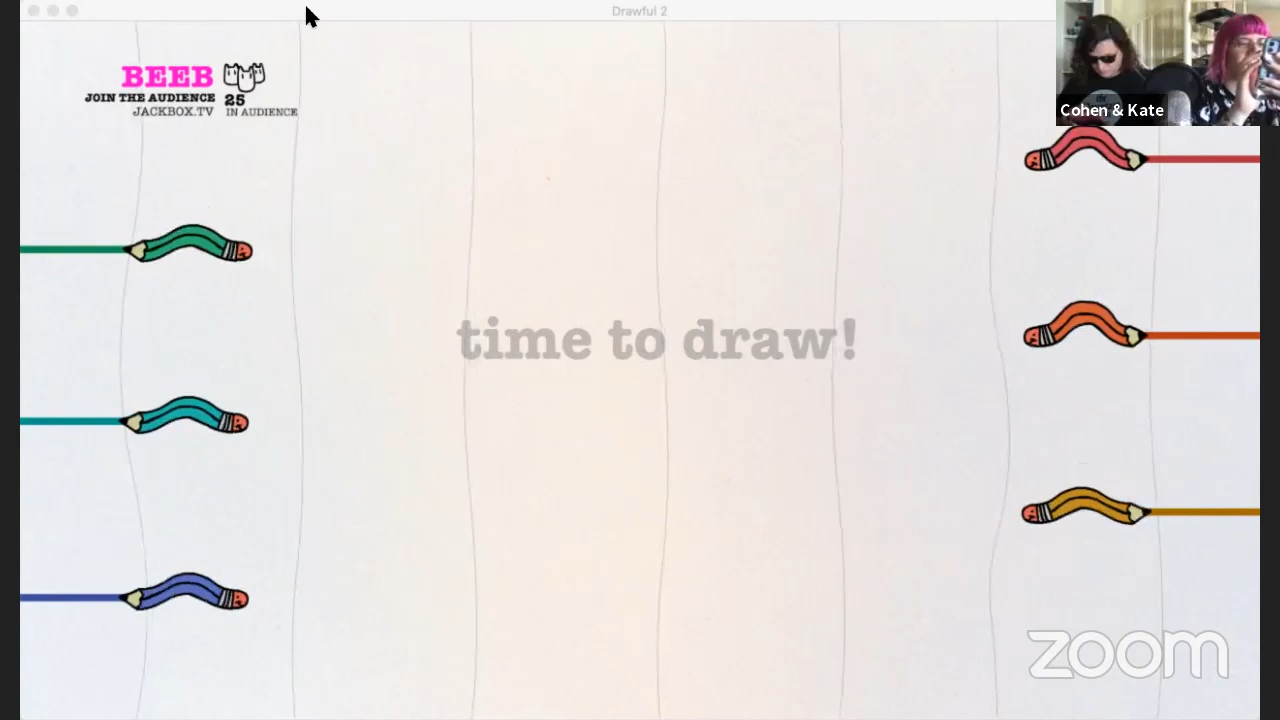 Drawful 2
BEEB
JOIN THE AUDIENCE
JACKBOX.TV
25
IN AUDIENCE
Cohen & Kate
time to draw!
zoom